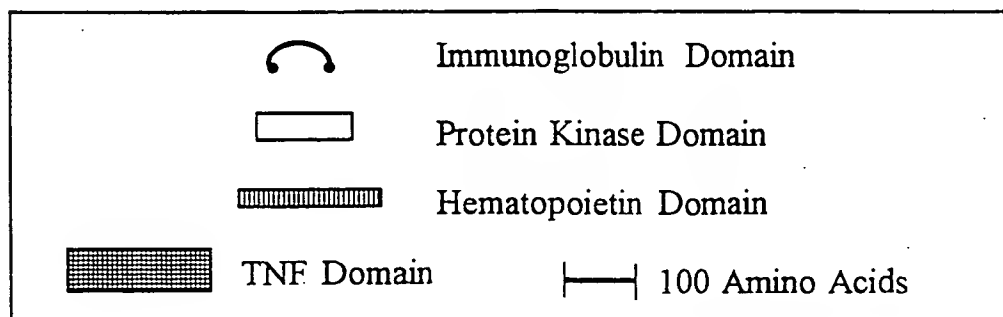 Immunoglobulin Domain
Protein Kinase Domain
Hematopoietin Domain
TNF Domain
100 Amino Acids